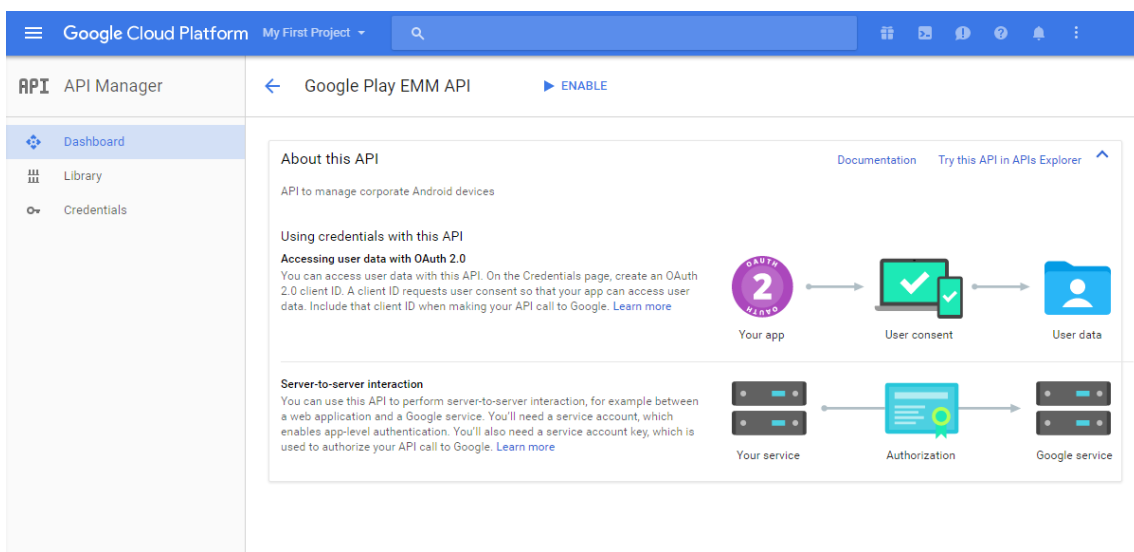 Google Cloud Platform My First Project
API API Manager
Google Play EMM API ENABLE
Dashboard
Library
Credentials
About this API
Documentation Try this API in APIs Explorer
API to manage corporate Android devices
Using credentials with this API
Accessing user data with OAuth 2.0
You can access user data with this API. On the Credentials page, create an OAuth
2.0 client ID. A client ID requests user consent so that your app can access user
data. Include that client ID when making your API call to Google. Learn more
OAUTH
2
OAUTH
Your app User consent User data
Server-to-server interaction
You can use this API to perform server-to-server interaction, for example between
a web application and a Google service. You'll need a service account, which
enables app-level authentication. You'll also need a service account key, which is
used to authorize your API call to Google. Learn more
Your service Authorization Google service